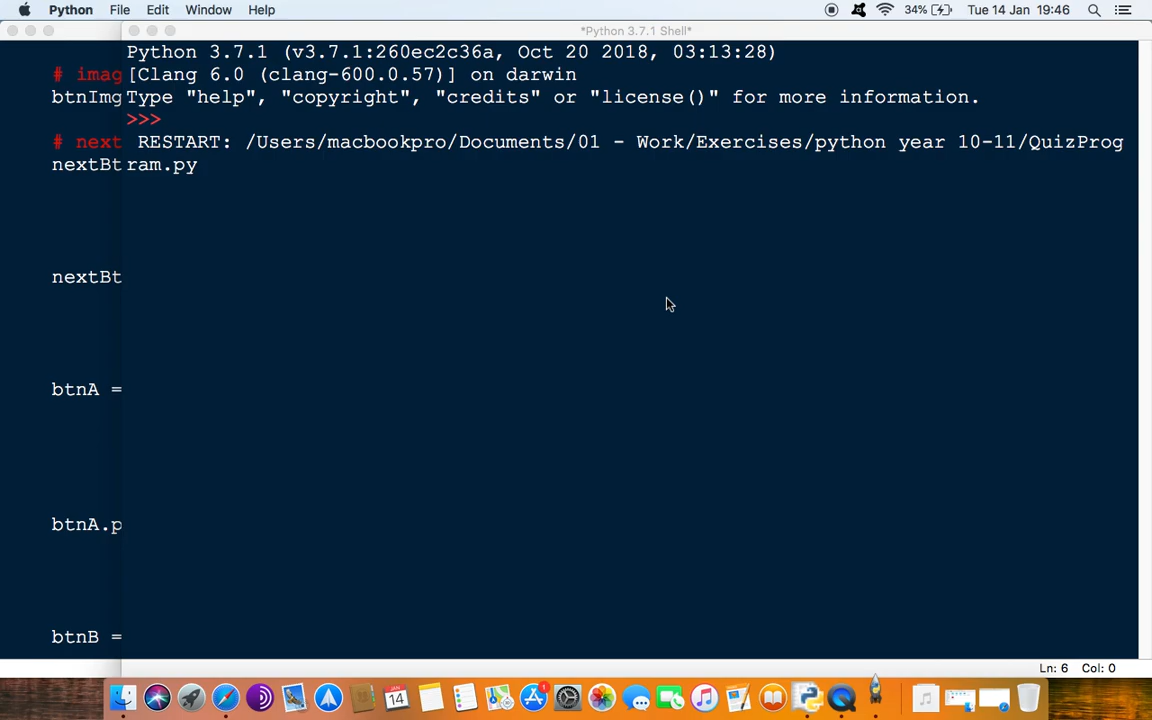 Python File Edit Window Help 34% Tue 14 Jan 19:46
*Python 3.7.1 Shell*
Python 3.7.1 (v3.7.1:260ec2c36a, Oct 20 2018, 03:13:28)
# imag [Clang 6.0 (clang-600.0.57)] on darwin
btnImg Type "help", "copyright", "credits" or "license()" for more information.
>>>
# next RESTART: /Users/macbookpro/Documents/01 - Work/Exercises/python year 10-11/QuizProg
nextBt ram.py
nextBt
btnA =
btnA.p
btnB =
Ln: 6 Col: 0
JAN
14
1